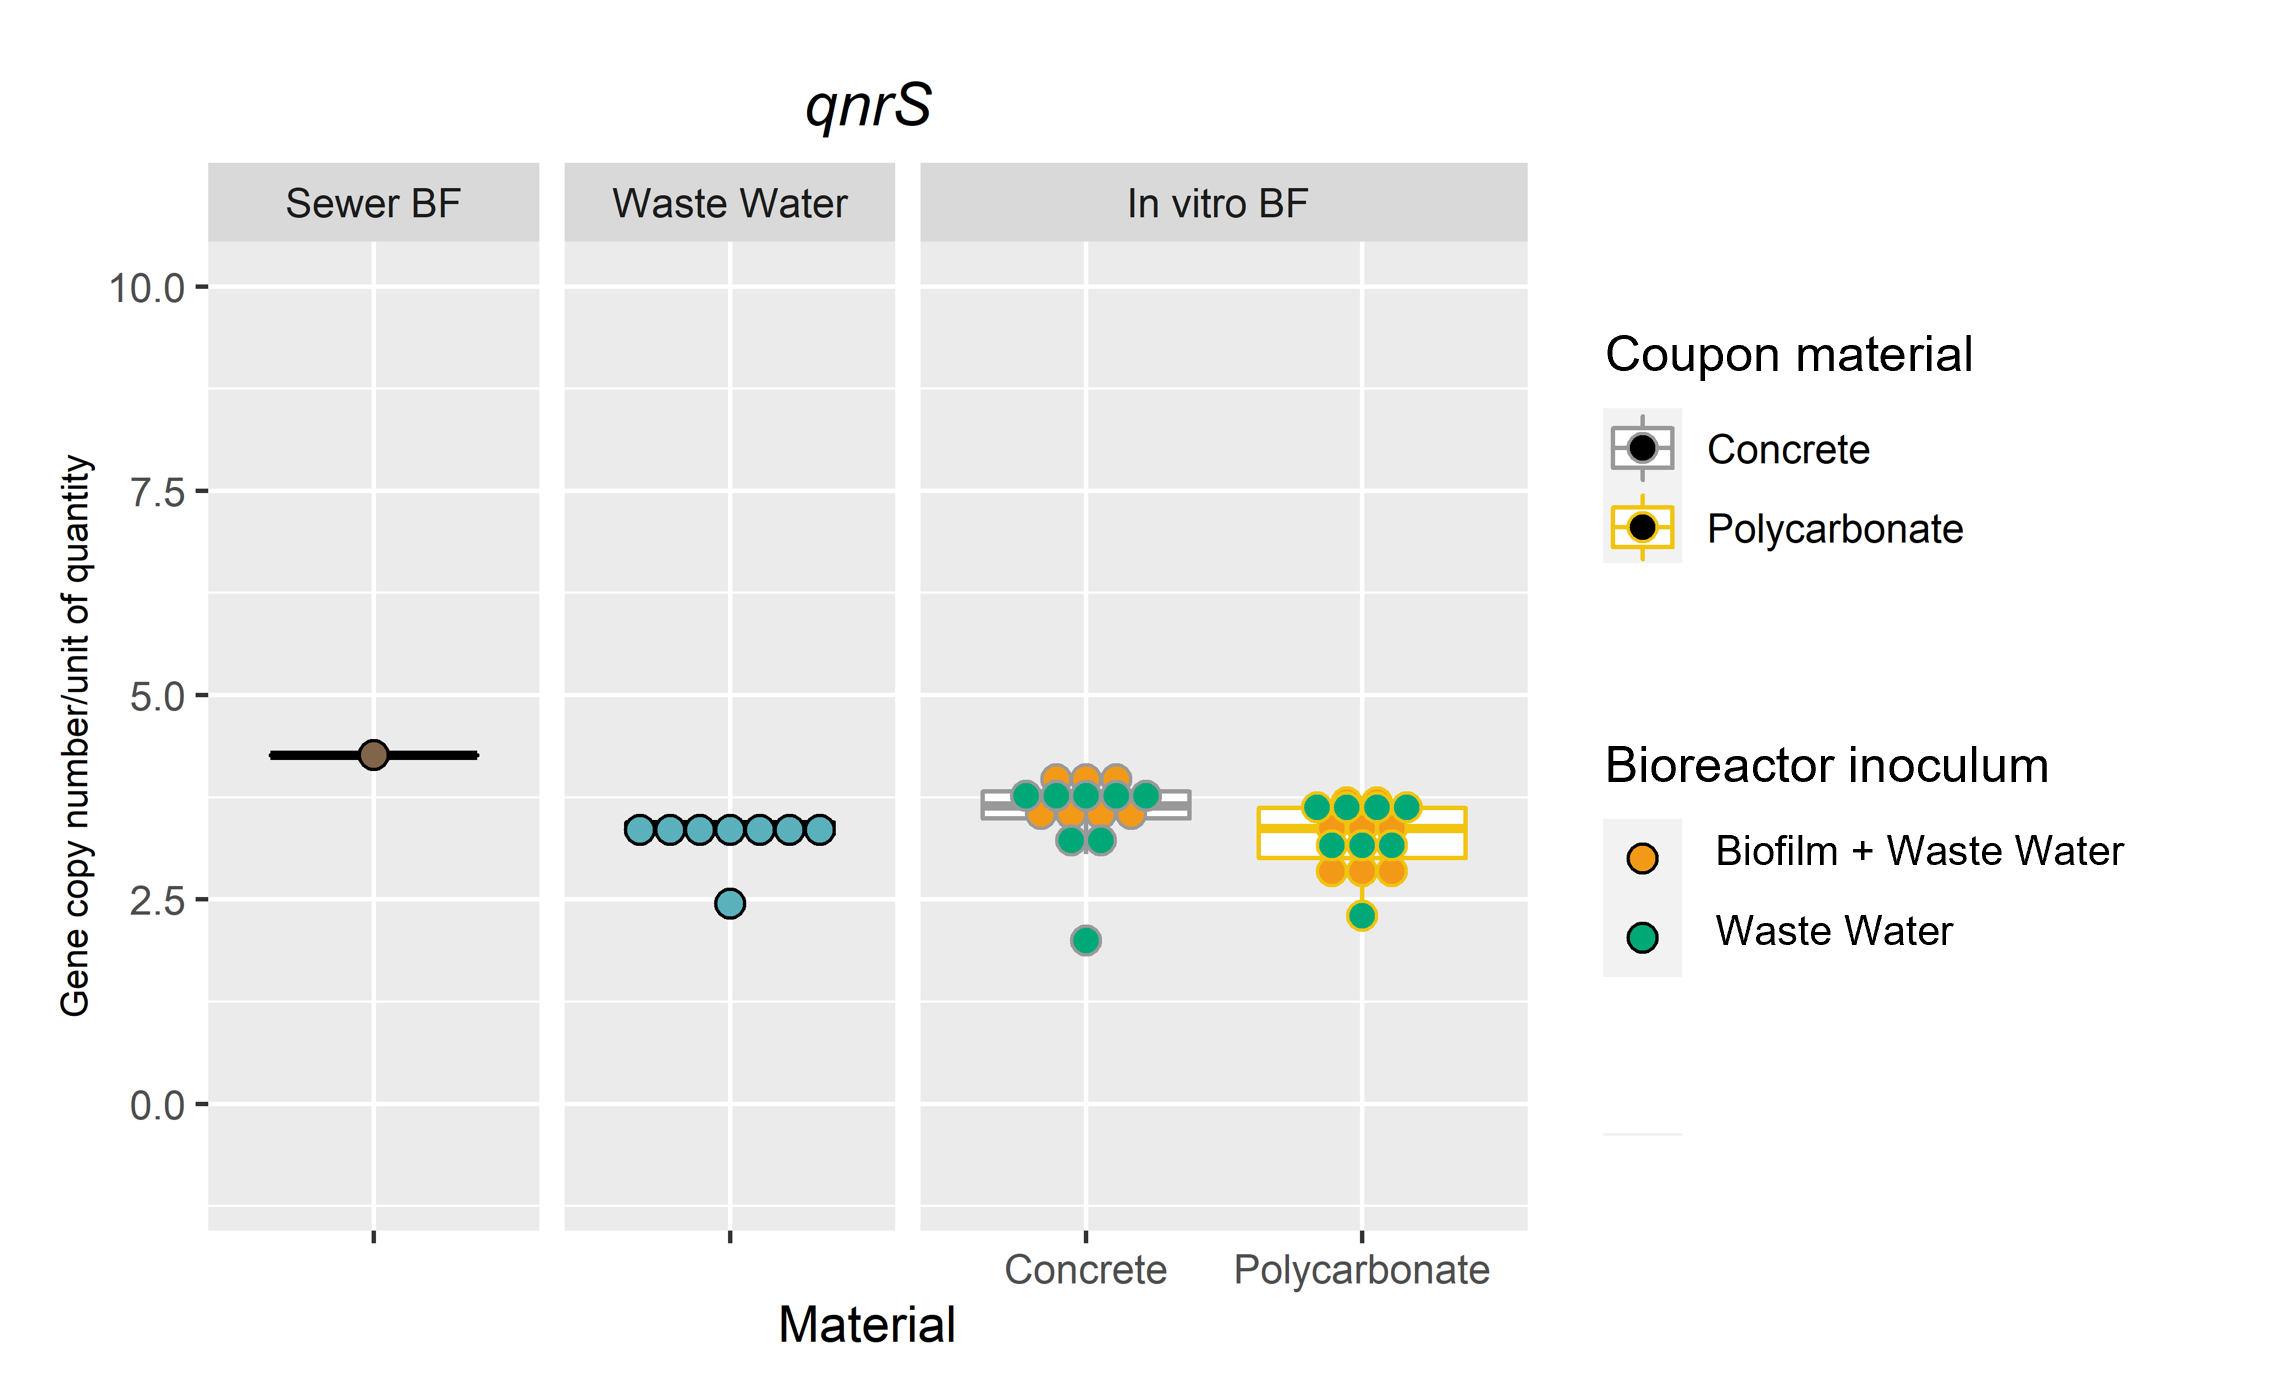 qnrS
Sewer BF
Waste Water
In vitro BF
10.0
7.5
5.0
2.5
0.0
Gene copy number/unit of quantity
Concrete
Polycarbonate
Material
Coupon material
Concrete
Polycarbonate
Bioreactor inoculum
Biofilm + Waste Water
Waste Water